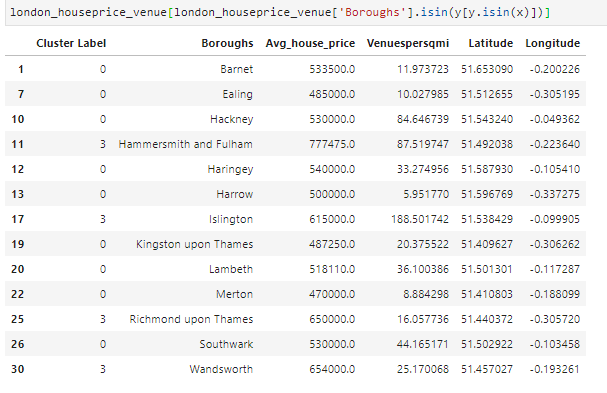 london_houseprice_venue[london_houseprice_venue['Boroughs'].isin(y[y.isin(x)])]
Cluster Label Boroughs Avg_house_price Venuespersqmi Latitude Longitude
1 0 Barnet 533500.0 11.973723 51.653090 -0.200226
7 0 Ealing 485000.0 10.027985 51.512655 -0.305195
10 0 Hackney 530000.0 84.646739 51.543240 -0.049362
11 3 Hammersmith and Fulham 777475.0 87.519747 51.492038 -0.223640
12 0 Haringey 540000.0 33.274956 51.587930 -0.105410
13 0 Harrow 500000.0 5.951770 51.596769 -0.337275
17 3 Islington 615000.0 188.501742 51.538429 -0.099905
19 0 Kingston upon Thames 487250.0 20.375522 51.409627 -0.306262
20 0 Lambeth 518110.0 36.100386 51.501301 -0.117287
22 0 Merton 470000.0 8.884298 51.410803 -0.188099
25 3 Richmond upon Thames 650000.0 16.057736 51.440372 -0.305720
26 0 Southwark 530000.0 44.165171 51.502922 -0.103458
30 3 Wandsworth 654000.0 25.170068 51.457027 -0.193261